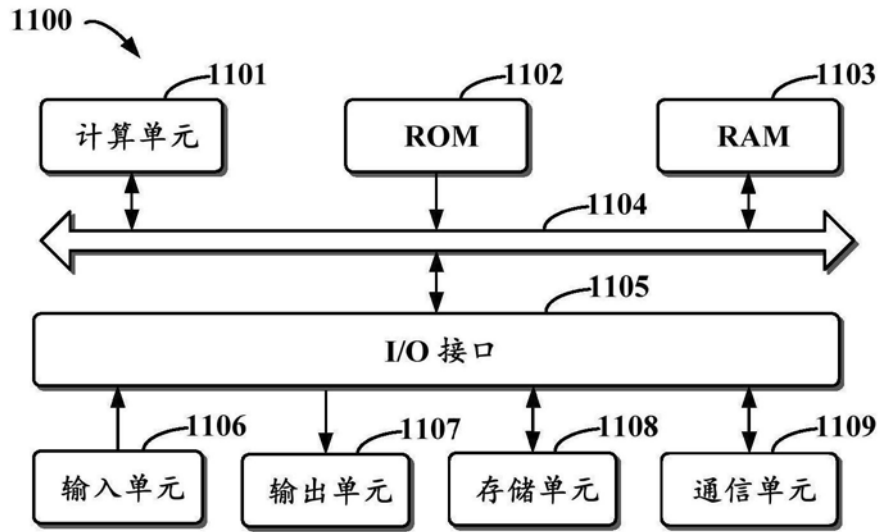 1100
1101
1102
1103
计算单元
ROM
RAM
1104
1105
I/O 接口
1106
1107
1108
1109
输入单元
输出单元
存储单元
通信单元